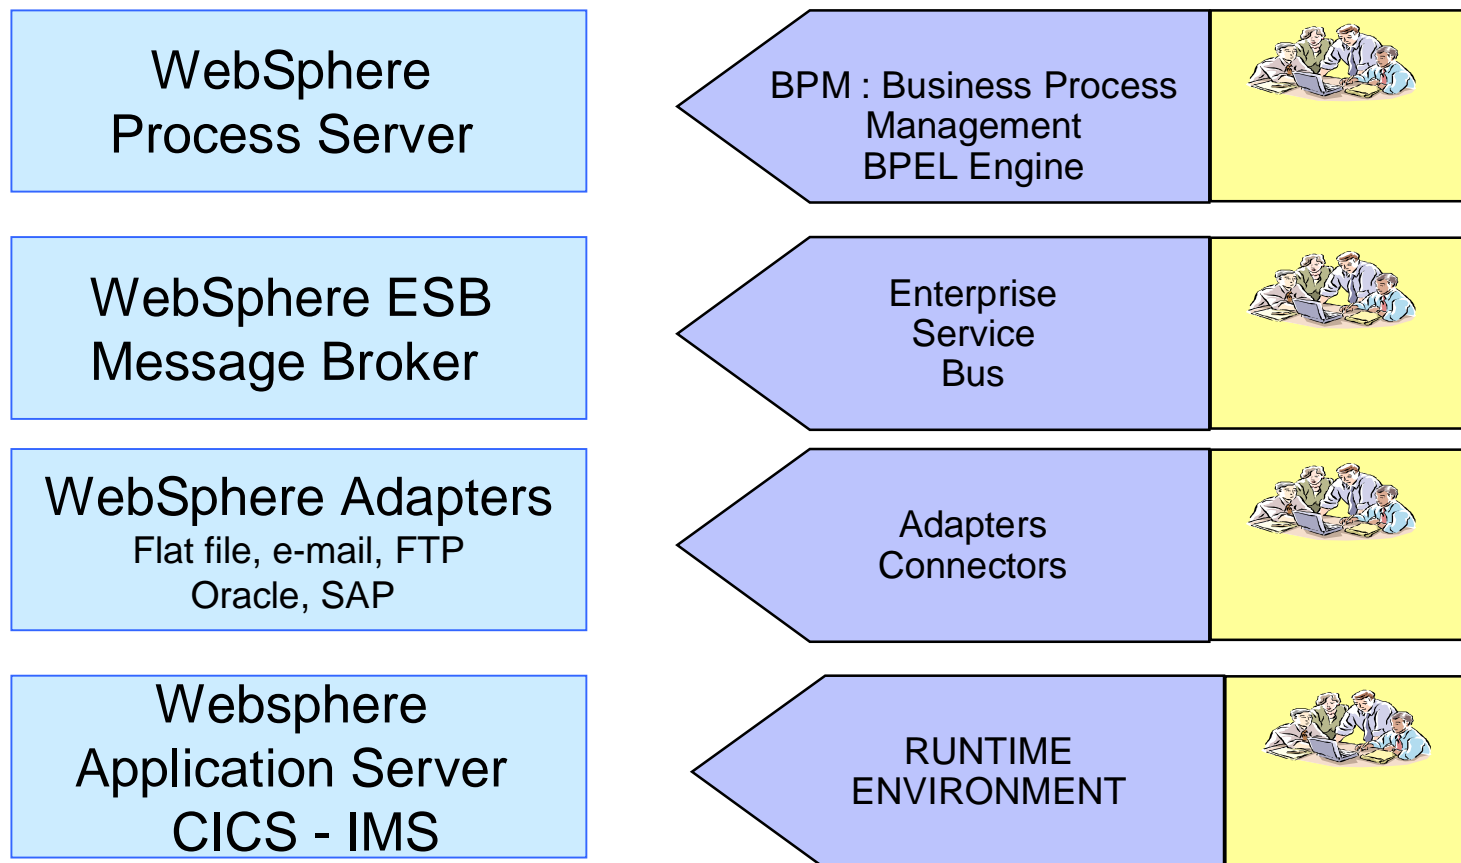 WebSphere
Process Server
BPM : Business Process
Management
BPEL Engine
WebSphere ESB
Message Broker
Enterprise
Service
Bus
WebSphere Adapters
Flat file, e-mail, FTP
Oracle, SAP
Adapters
Connectors
Websphere
Application Server
CICS - IMS
RUNTIME
ENVIRONMENT